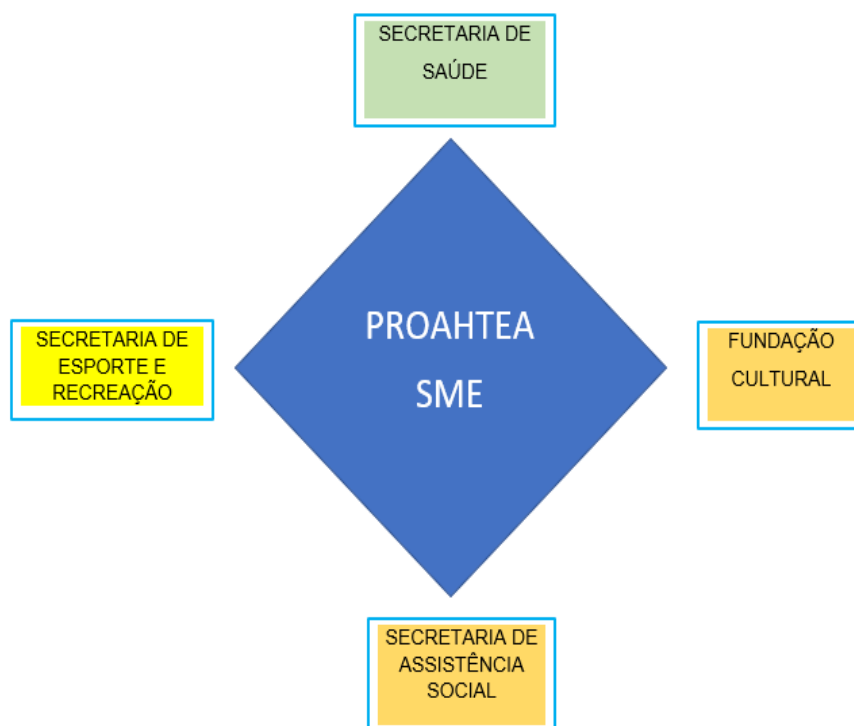 SECRETARIA DE
SAÚDE
PROAHTEA
SME
SECRETARIA DE
ESPORTE E
RECREAÇÃO
FUNDAÇÃO
CULTURAL
SECRETARIA DE
ASSISTÊNCIA
SOCIAL